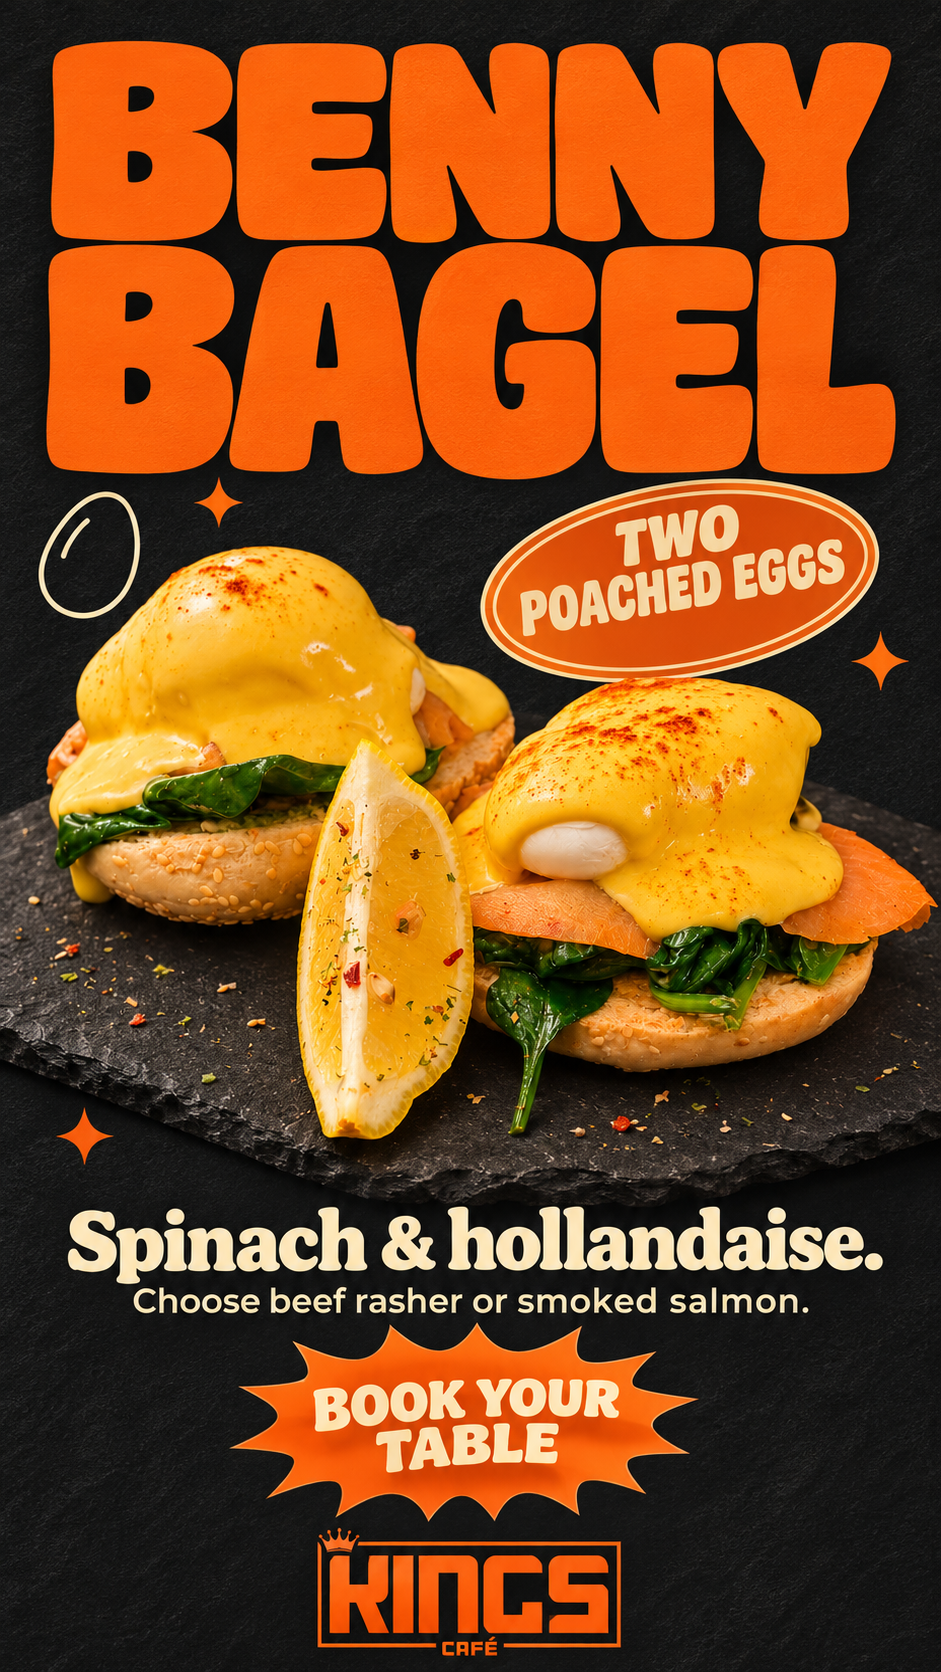 BENNY
BAGEL
TWO
POACHED EGGS
Spinach & hollandaise.
Choose beef rasher or smoked salmon.
BOOK YOUR
TABLE
KINGS
CAFÉ